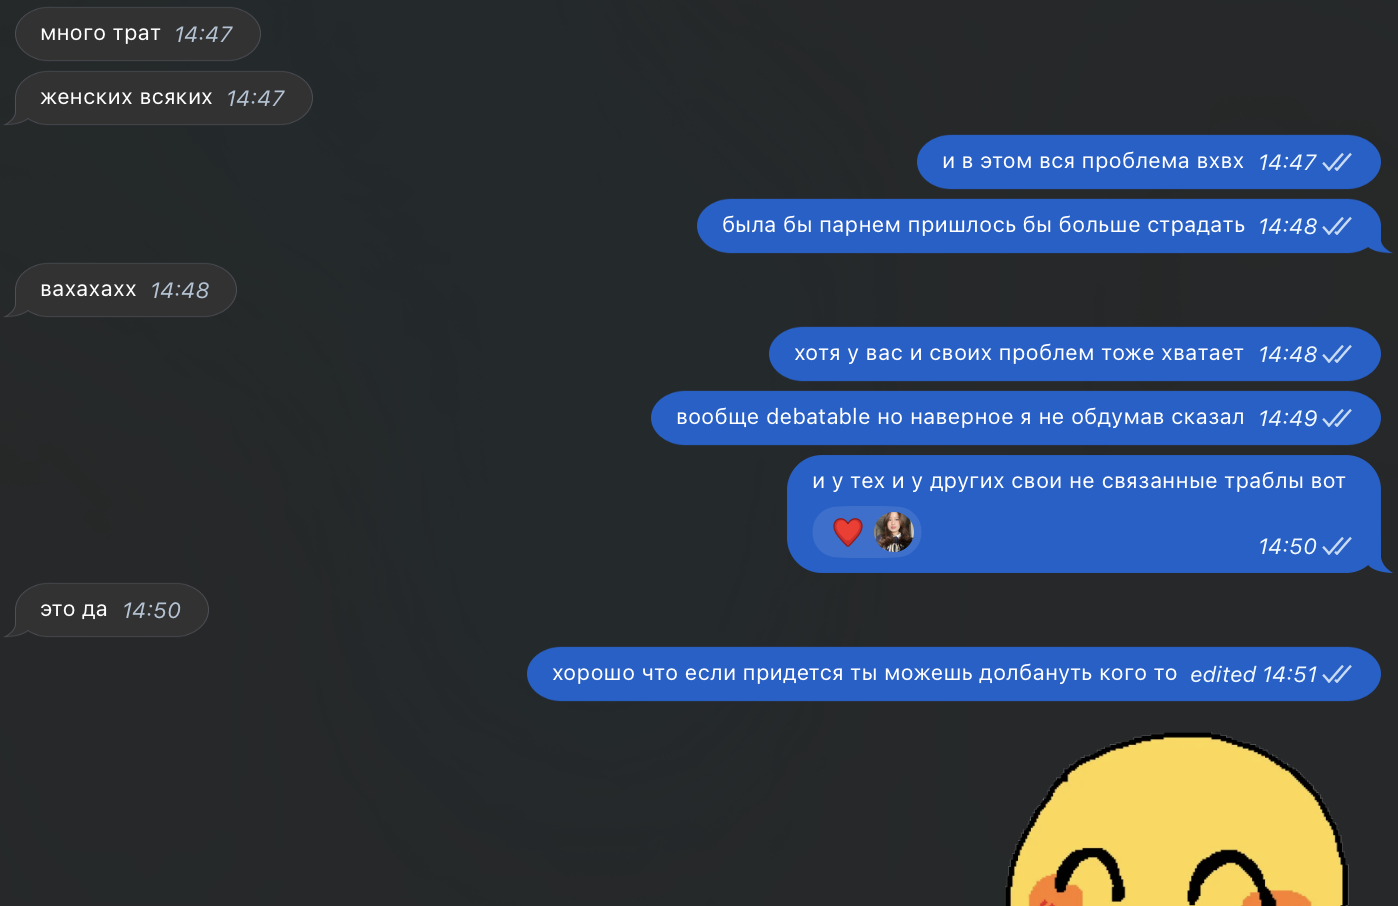 много трат 14:47
женских всяких 14:47
и в этом вся проблема вхвх 14:47
была бы парнем пришлось бы больше страдать 14:48
вахахахх 14:48
хотя у вас и своих проблем тоже хватает 14:48
вообще debatable но наверное я не обдумав сказал 14:49
и у тех и у других свои не связанные траблы вот
14:50
это да 14:50
хорошо что если придется ты можешь долбануть кого то edited 14:51